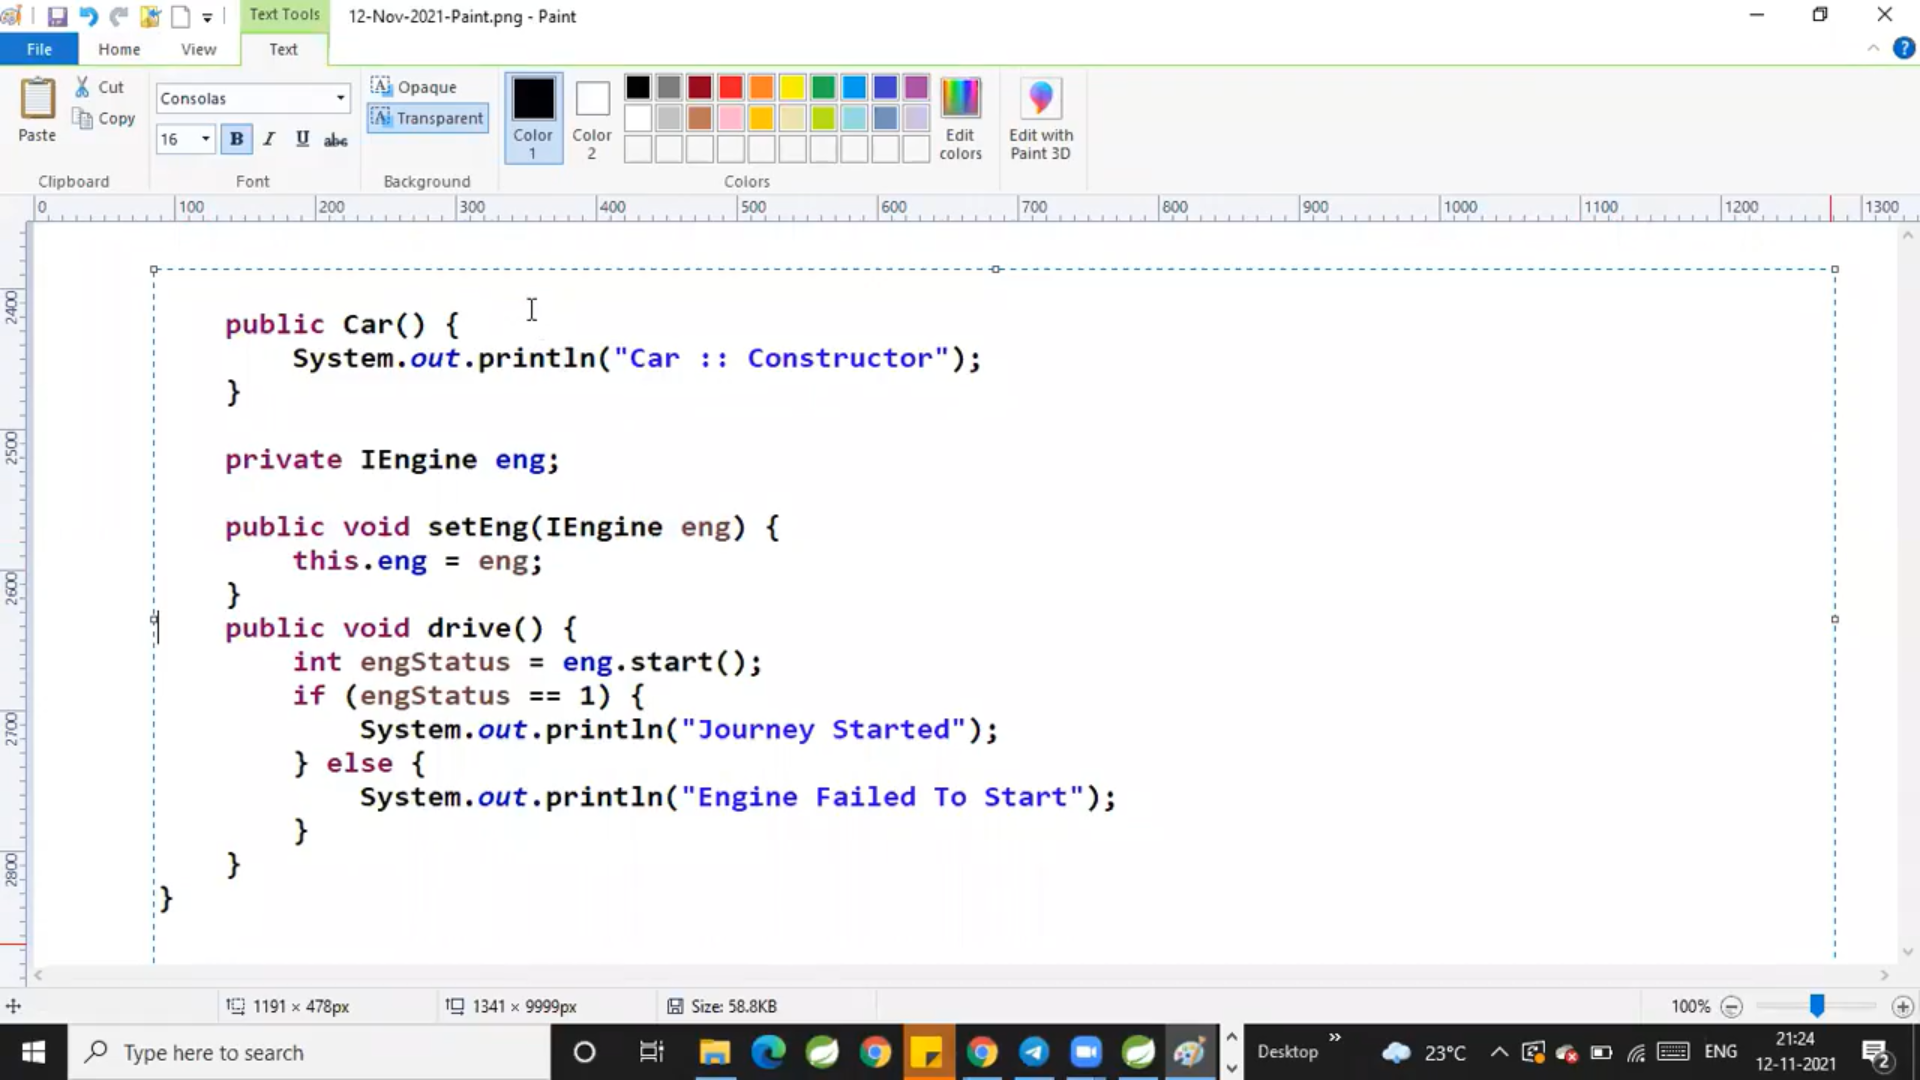 Text Tools
12-Nov-2021-Paint.png - Paint
File
Home
View
Text
Paste
Cut
Copy
Clipboard
Consolas
16
B
I
U
abc
Font
Opaque
Transparent
Background
Color 1
Color 2
Edit colors
Colors
Edit with Paint 3D
0 100 200 300 400 500 600 700 800 900 1000 1100 1200 1300
2400
2500
2600
2700
2800
public Car() {
System.out.println("Car :: Constructor");
}
private IEngine eng;
public void setEng(IEngine eng) {
this.eng = eng;
}
public void drive() {
int engStatus = eng.start();
if (engStatus == 1) {
System.out.println("Journey Started");
} else {
System.out.println("Engine Failed To Start");
}
}
}
1191 × 478px
1341 × 9999px
Size: 58.8KB
100%
Type here to search
Desktop
23°C
ENG
21:24
12-11-2021
2